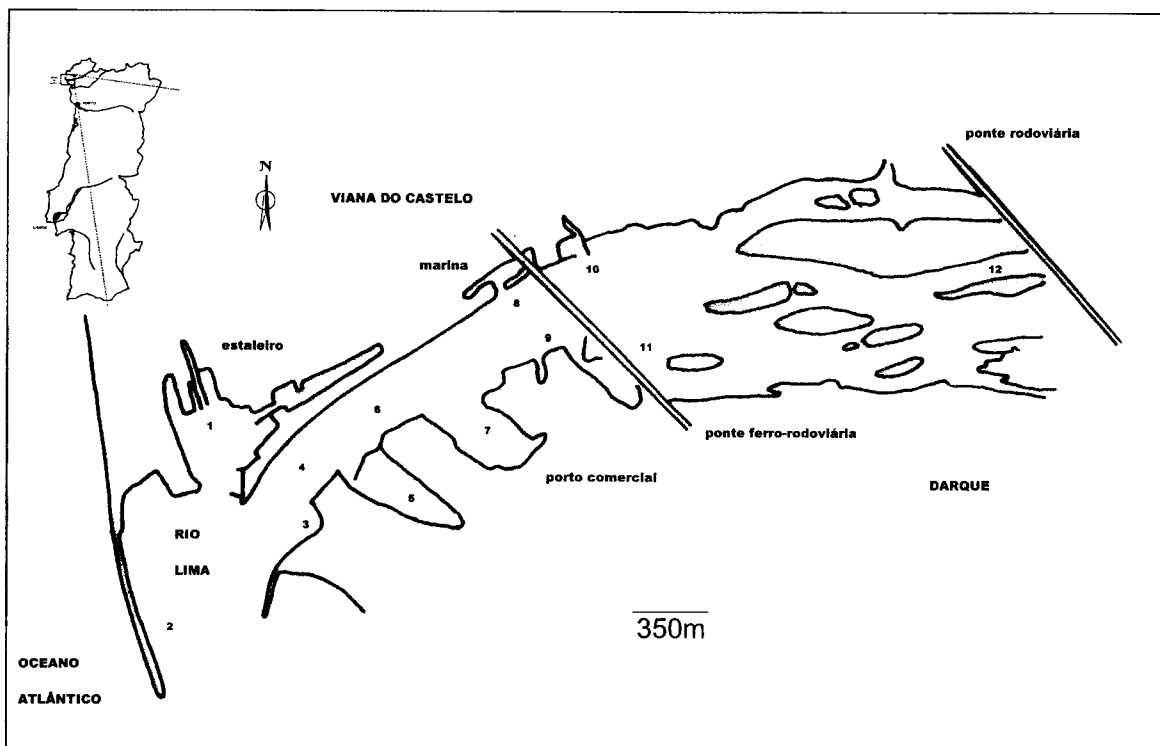 ponte rodoviária
N
VIANA DO CASTELO
marina
10
12
8
estaleiro
9
11
6
1
7
ponte ferro-rodoviária
4
porto comercial
5
DARQUE
3
RIO
LIMA
2
350m
OCEANO
ATLÂNTICO